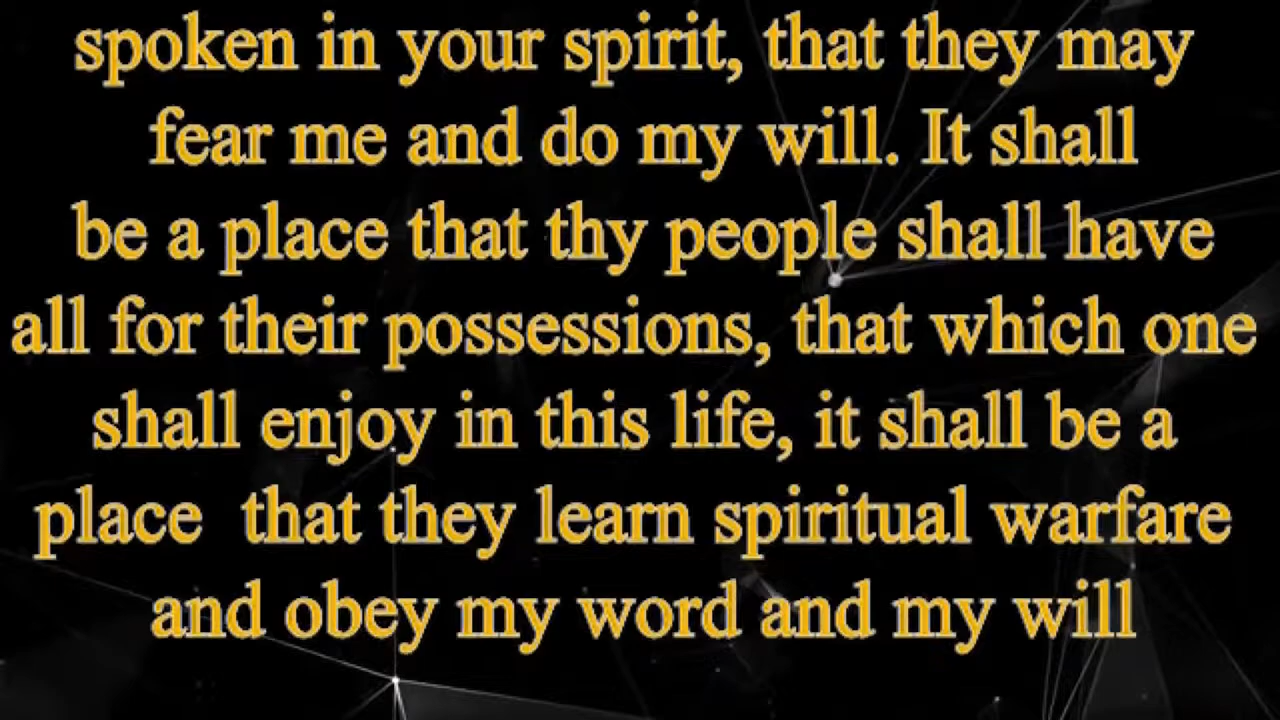 spoken in your spirit, that they may
fear me and do my will. It shall
be a place that thy people shall have
all for their possessions, that which one
shall enjoy in this life, it shall be a
place  that they learn spiritual warfare
and obey my word and my will